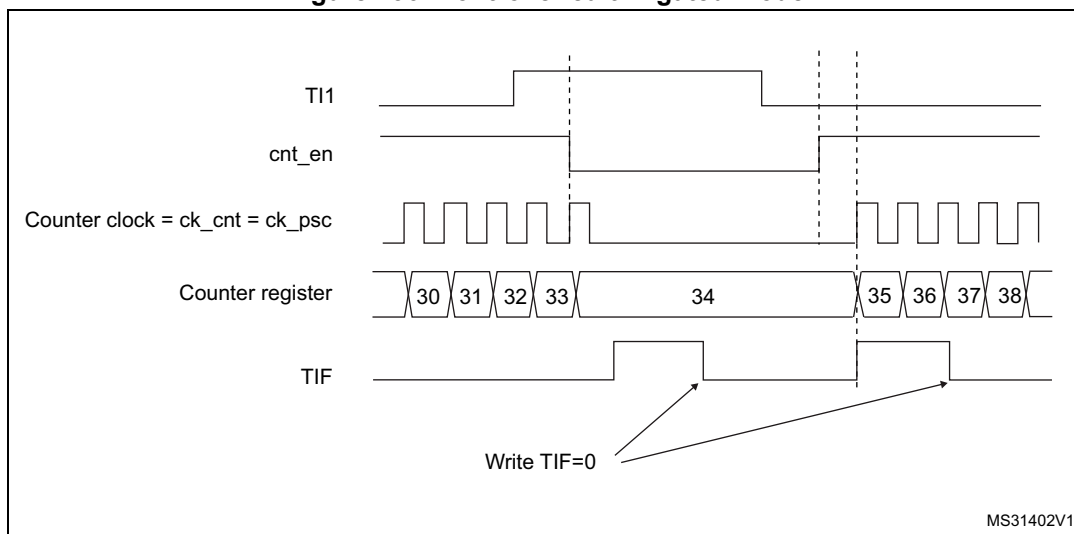 TI1
cnt_en
Counter clock = ck_cnt = ck_psc
Counter register
30 31 32 33 34 35 36 37 38
TIF
Write TIF=0
MS31402V1